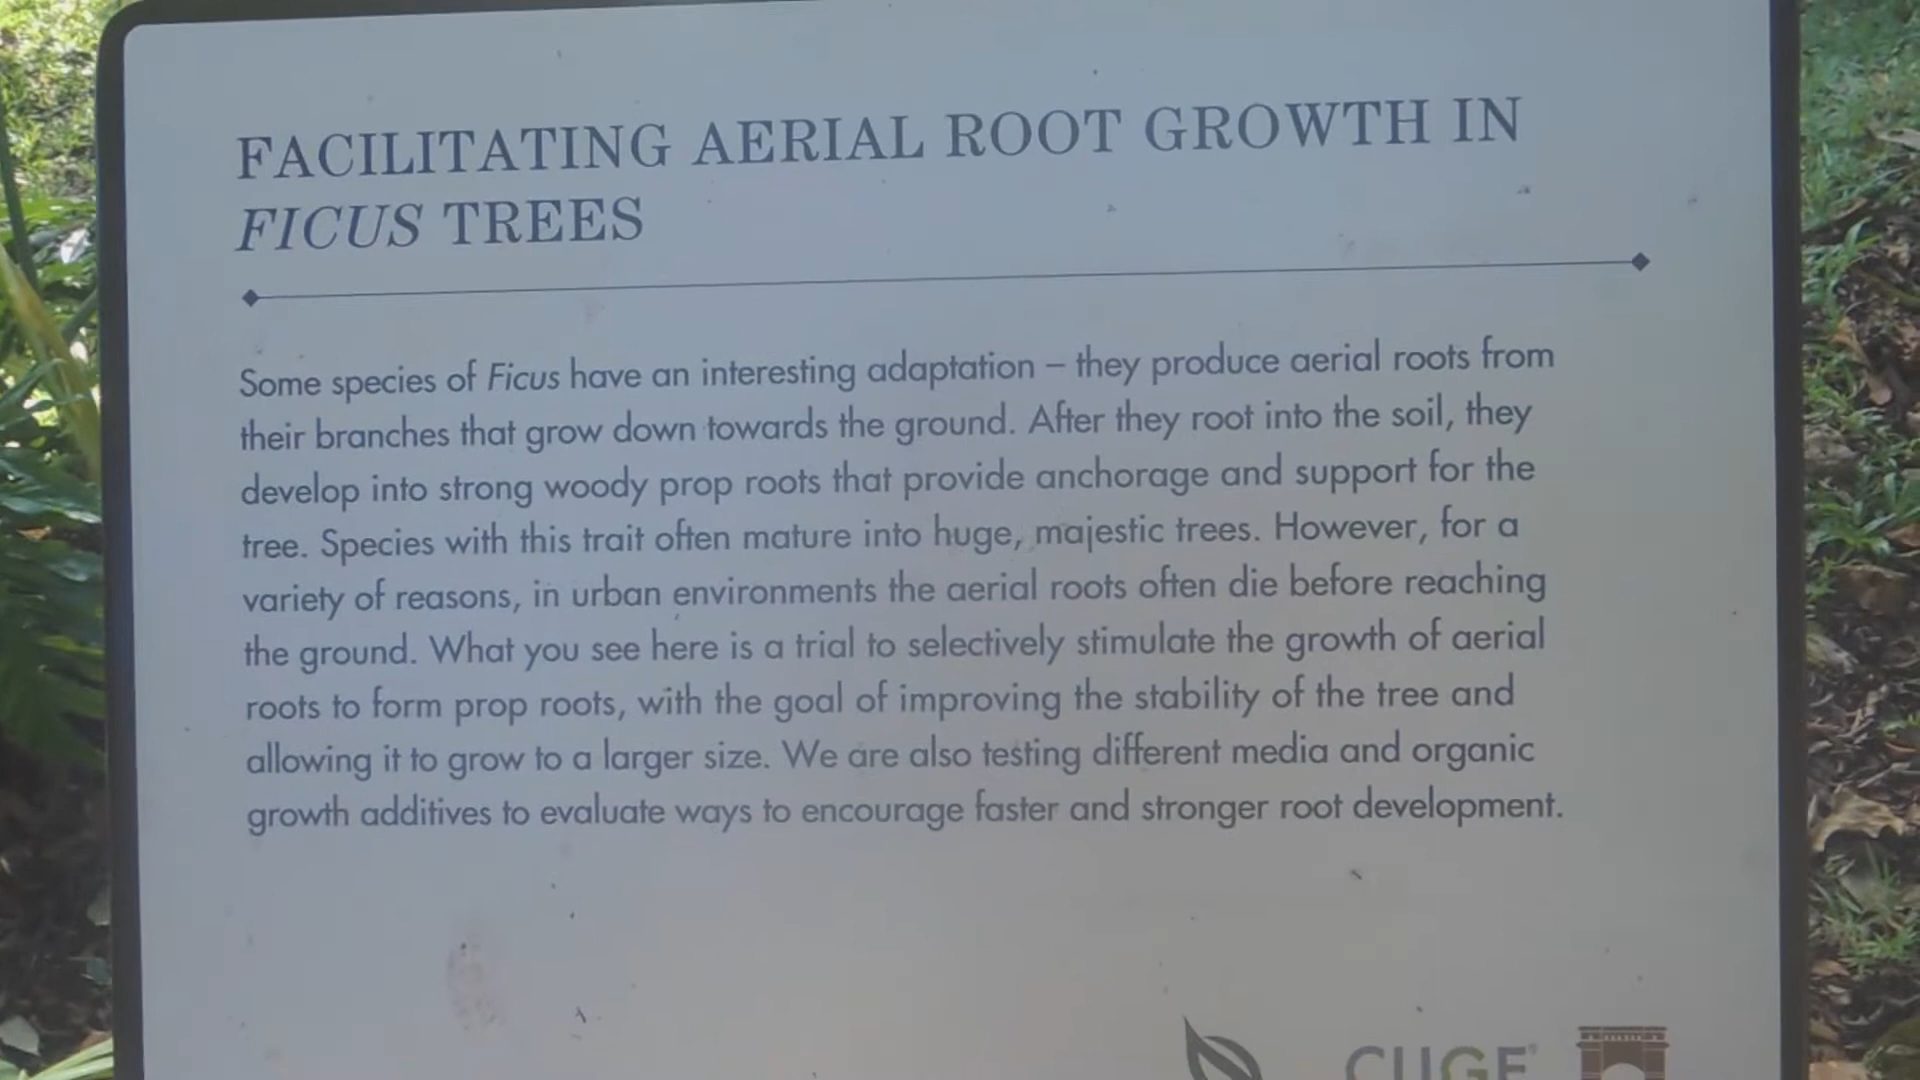 FACILITATING AERIAL ROOT GROWTH IN
FICUS TREES
Some species of Ficus have an interesting adaptation – they produce aerial roots from
their branches that grow down towards the ground. After they root into the soil, they
develop into strong woody prop roots that provide anchorage and support for the
tree. Species with this trait often mature into huge, majestic trees. However, for a
variety of reasons, in urban environments the aerial roots often die before reaching
the ground. What you see here is a trial to selectively stimulate the growth of aerial
roots to form prop roots, with the goal of improving the stability of the tree and
allowing it to grow to a larger size. We are also testing different media and organic
growth additives to evaluate ways to encourage faster and stronger root development.
CUGE